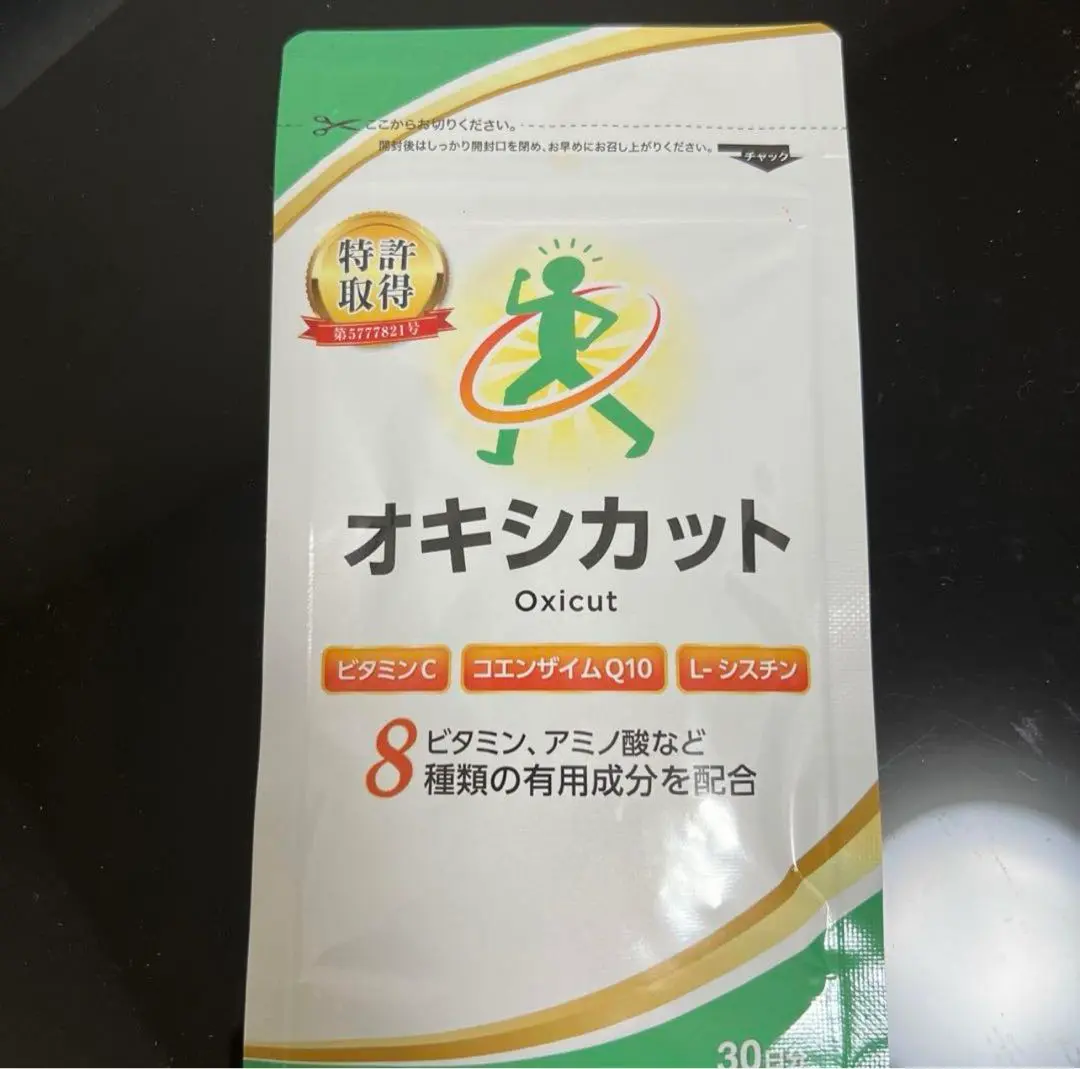 ここからお切りください。
開封後はしっかり開封口を閉め、お早めにお召し上がりください。
チャック
特許
取得
第5777821号
オキシカット
Oxicut
ビタミンC
コエンザイムQ10
L-シスチン
8 ビタミン、アミノ酸など
種類の有用成分を配合
30日分